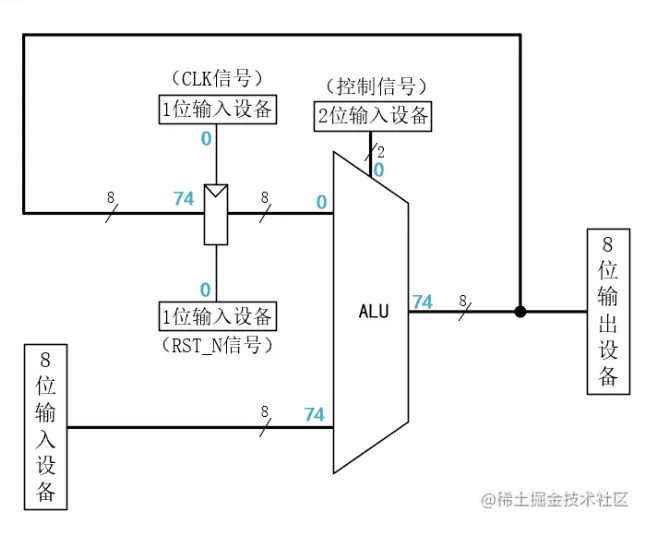 （CLK信号）
1位输入设备
0
（控制信号）
2位输入设备
2
0
8
74
8
0
0
1位输入设备
（RST_N信号）
ALU
74
8
8位输出设备
8位输入设备
8
74
@稀土掘金技术社区